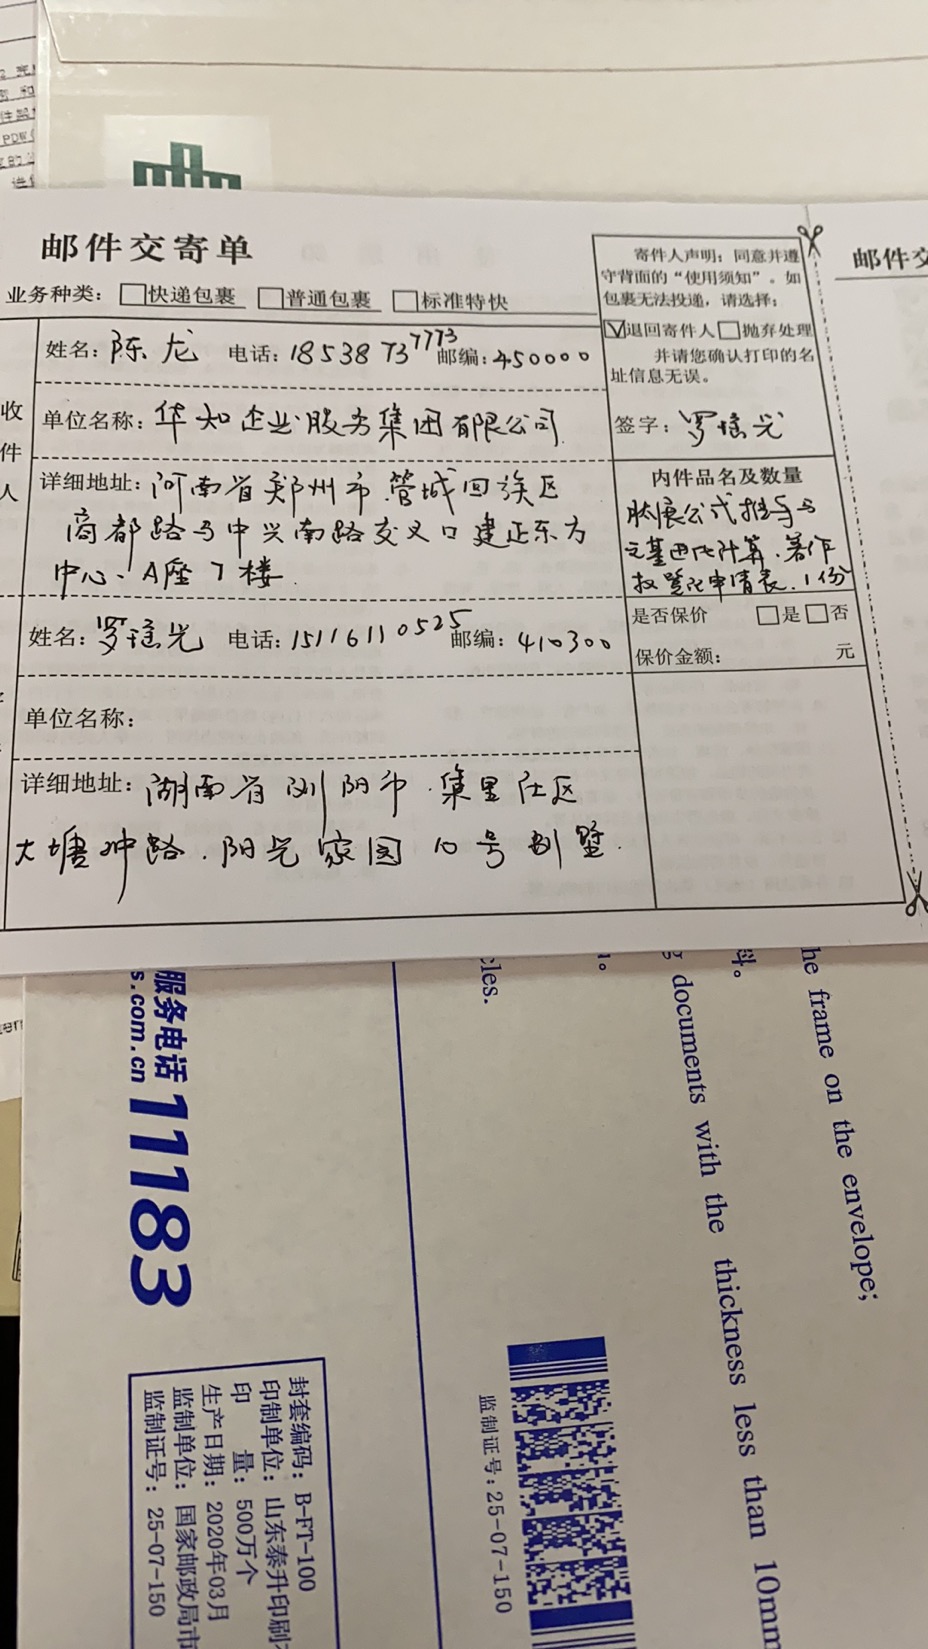 邮件交寄单
业务种类: □快递包裹 □普通包裹 □标准特快
收件人
姓名: 陈龙 电话: 18538737773 邮编: 450000
单位名称: 华知企业服务集团有限公司
详细地址: 河南省郑州市管城回族区
商都路与中兴南路交叉口建正东方
中心、A座7楼
姓名: 罗瑶光 电话: 15116110525 邮编: 410300
单位名称:
详细地址: 湖南省浏阳市.集里社区
大塘冲路.阳光家园10号别墅.
寄件人声明: 同意并遵
守背面的“使用须知”。如
包裹无法投递, 请选择:
☑退回寄件人□抛弃处理
并请您确认打印的名
址信息无误。
签字: 罗瑶光
内件品名及数量
肽展公式推导与
元基因化计算.著作
权登记申请表.1份
是否保价 □是□否
保价金额: 元
邮件交
服务电话
s.com.cn
11183
cles.
料。
g documents with the thickness less than 10mm
he frame on the envelope;
封套编码: B-FT-100
印制单位: 山东泰升印刷
印 量: 500万个
生产日期: 2020年03月
监制单位: 国家邮政局市
监制证号: 25-07-150
监制证号:25-07-150